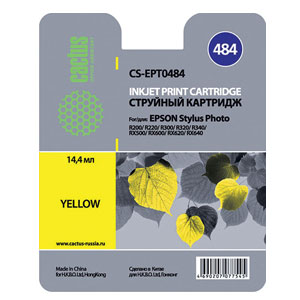 cactus
484
CS-EPT0484
INKJET PRINT CARTRIDGE
СТРУЙНЫЙ КАРТРИДЖ
For/для: EPSON Stylus Photo
R200/ R220/ R300/ R320/ R340/
RX500/ RX600/ RX620/ RX640
14,4 мл
YELLOW
www.cactus-russia.ru
Made in China
for H.K.B.O. Ltd, HongKong
Сделано в Китае
для H.K.B.O. Ltd, Гонконг
4690207077545